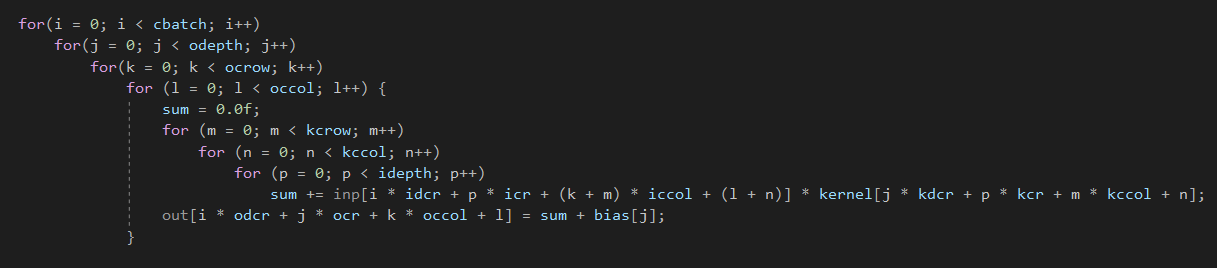 for(i = 0; i < cbatch; i++)
    for(j = 0; j < odepth; j++)
        for(k = 0; k < ocrow; k++)
            for (l = 0; l < occol; l++) {
                sum = 0.0f;
                for (m = 0; m < kcrow; m++)
                    for (n = 0; n < kccol; n++)
                        for (p = 0; p < idepth; p++)
                            sum += inp[i * idcr + p * icr + (k + m) * iccol + (l + n)] * kernel[j * kdcr + p * kcr + m * kccol + n];
                out[i * odcr + j * ocr + k * occol + l] = sum + bias[j];
            }